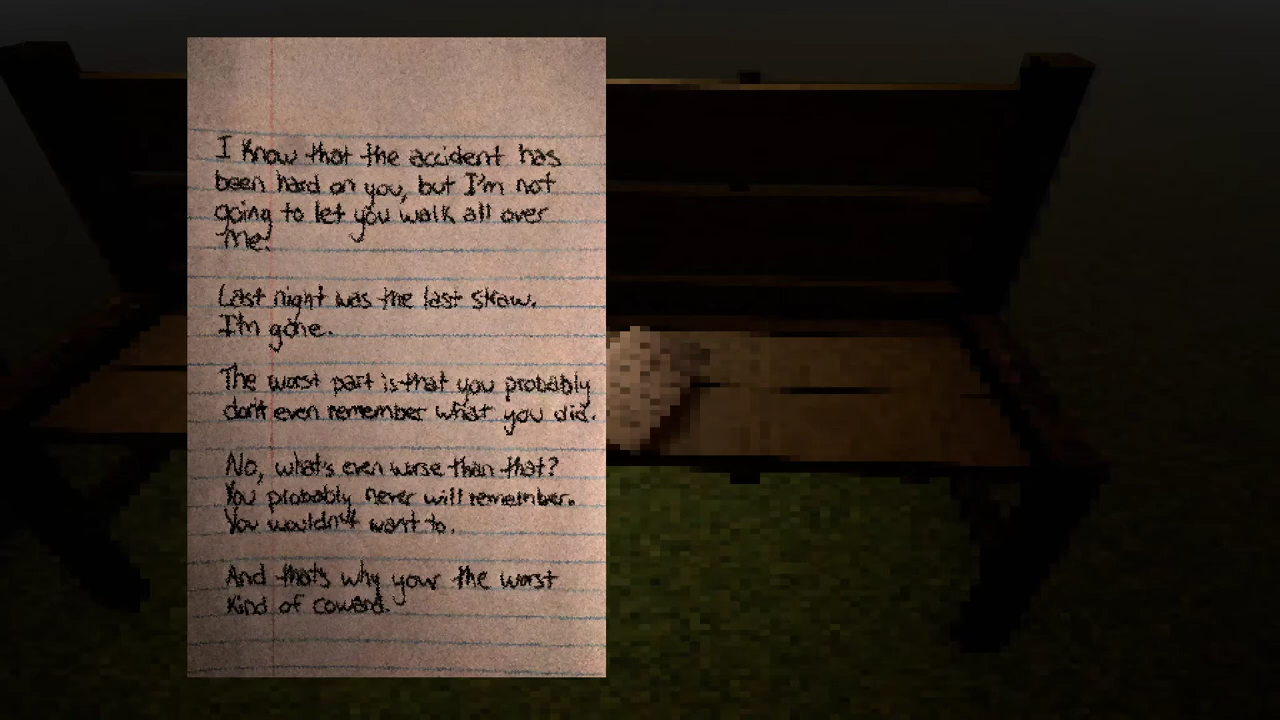 I know that the accident has
been hard on you, but I'm not
going to let you walk all over
me.
Last night was the last straw.
I'm gone.
The worst part is that you probably
don't even remember what you did.
No, what's even worse than that?
You probably never will remember.
You wouldn't want to.
And that's why your the worst
kind of coward.